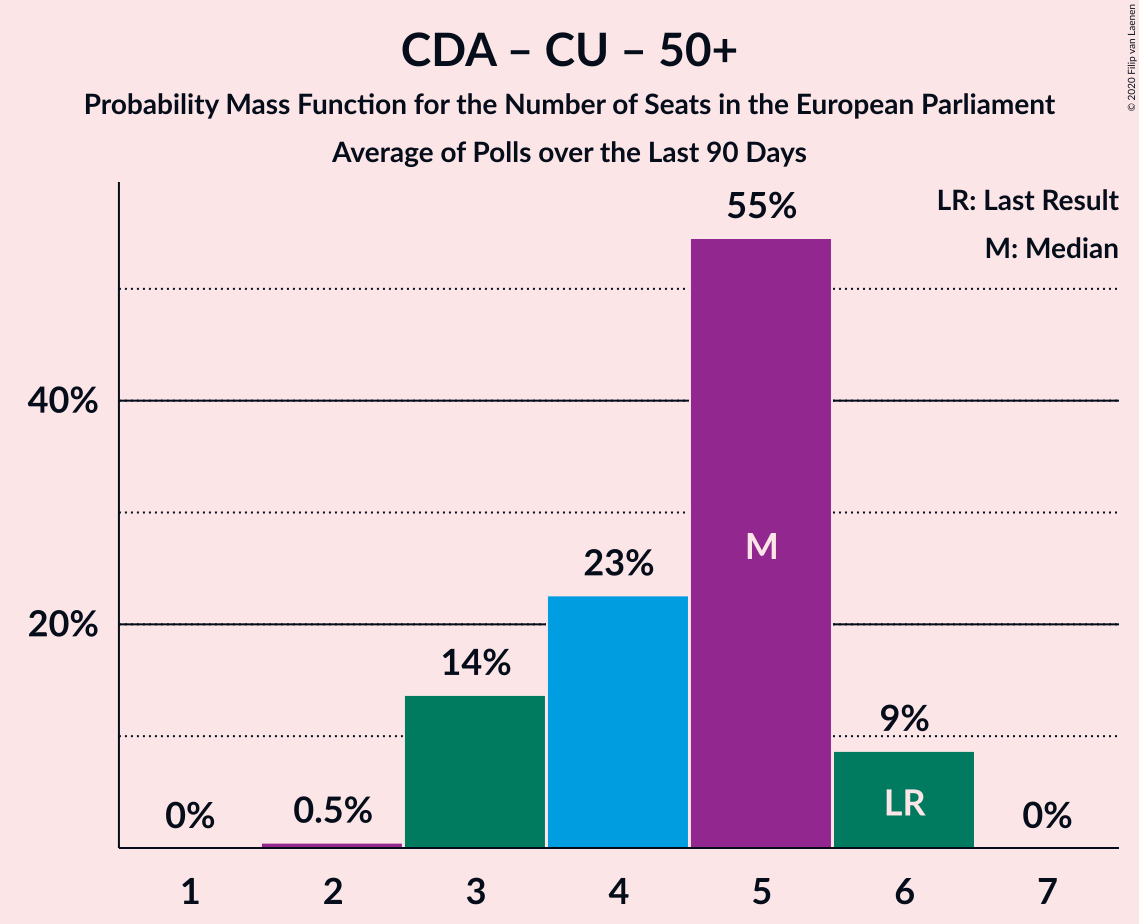 CDA – CU – 50+
Probability Mass Function for the Number of Seats in the European Parliament
Average of Polls over the Last 90 Days
© 2020 Filip van Laenen
LR: Last Result
M: Median
55%
40%
M
23%
20%
14%
9%
LR
0%
0.5%
0%
1 2 3 4 5 6 7